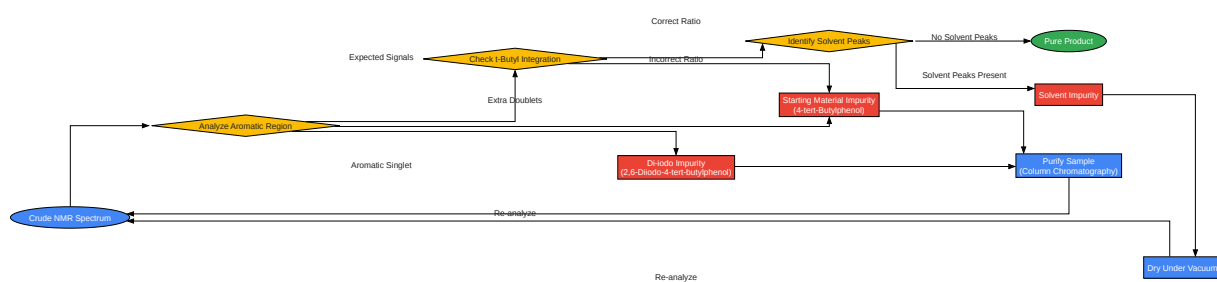 Correct Ratio
Identify Solvent Peaks
No Solvent Peaks
Pure Product
Expected Signals
Check t-Butyl Integration
Incorrect Ratio
Solvent Peaks Present
Solvent Impurity
Extra Doublets
Starting Material Impurity
(4-tert-Butylphenol)
Analyze Aromatic Region
Aromatic Singlet
Di-iodo Impurity
(2,6-Diiodo-4-tert-butylphenol)
Purify Sample
(Column Chromatography)
Crude NMR Spectrum
Re-analyze
Dry Under Vacuum
Re-analyze